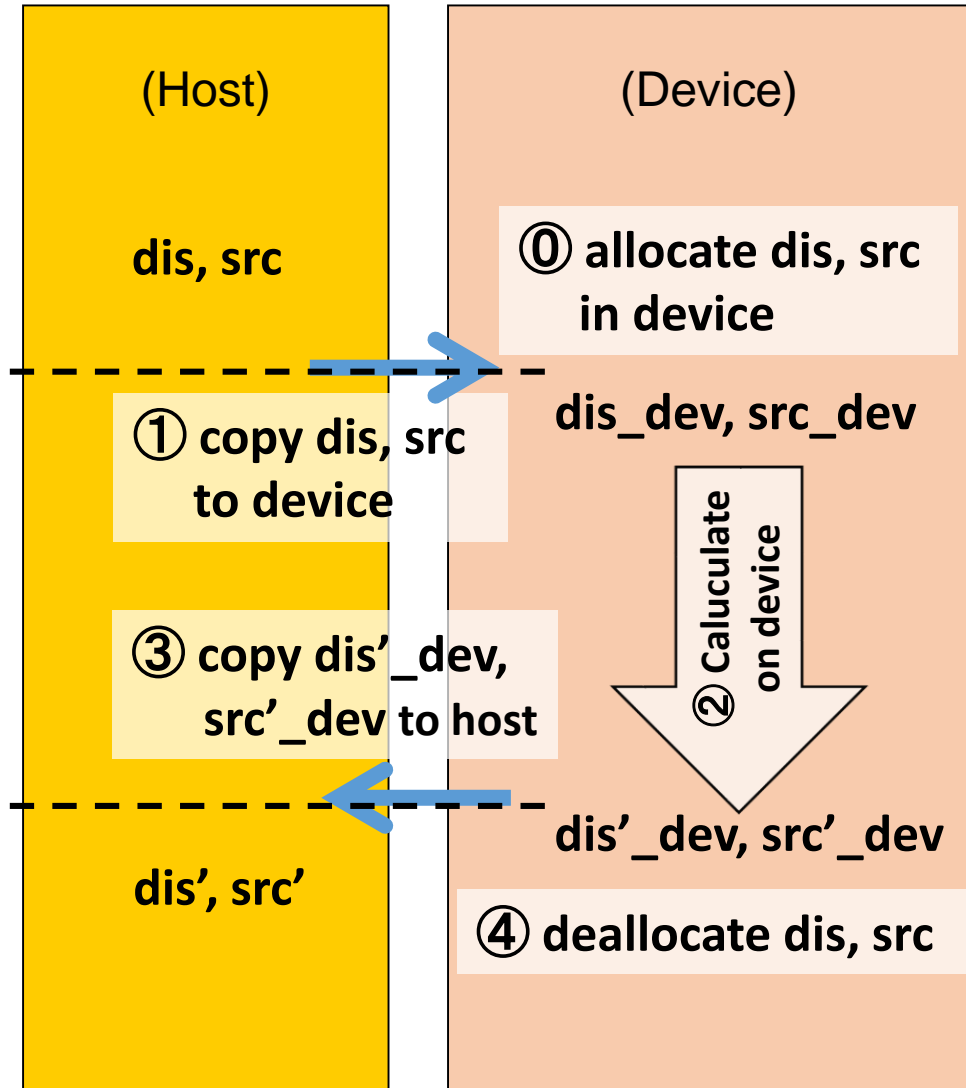 (Host)
(Device)
dis, src
⓪ allocate dis, src
in device
① copy dis, src
to device
dis_dev, src_dev
② Caluculate
on device
③ copy dis’_dev,
src’_dev to host
dis’_dev, src’_dev
dis’, src’
④ deallocate dis, src